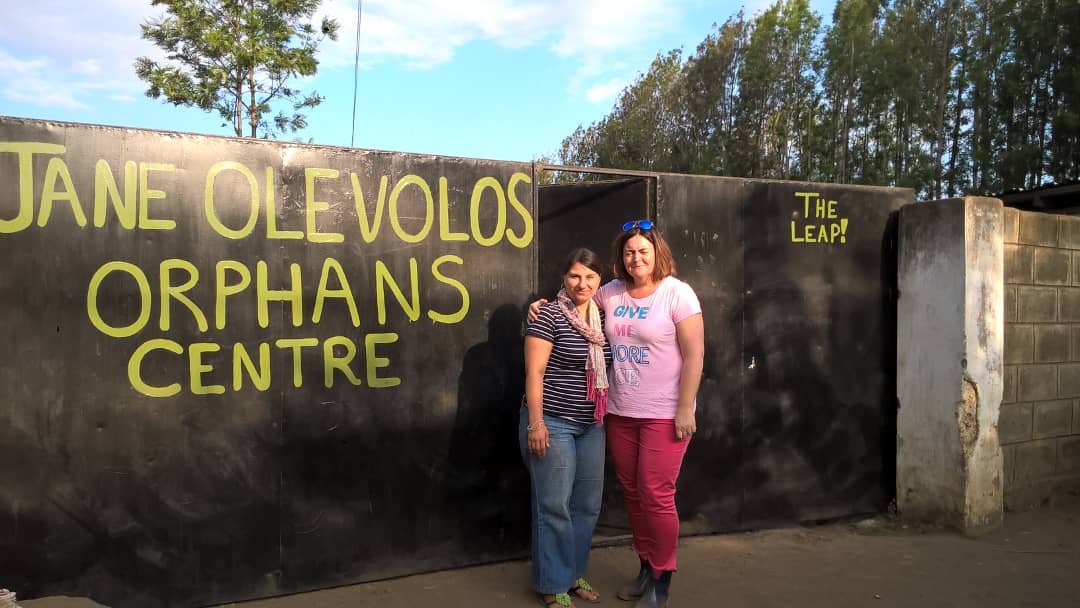 JANE OLEVOLOS
ORPHANS
CENTRE
THE
LEAP!
GIVE
ME
MORE